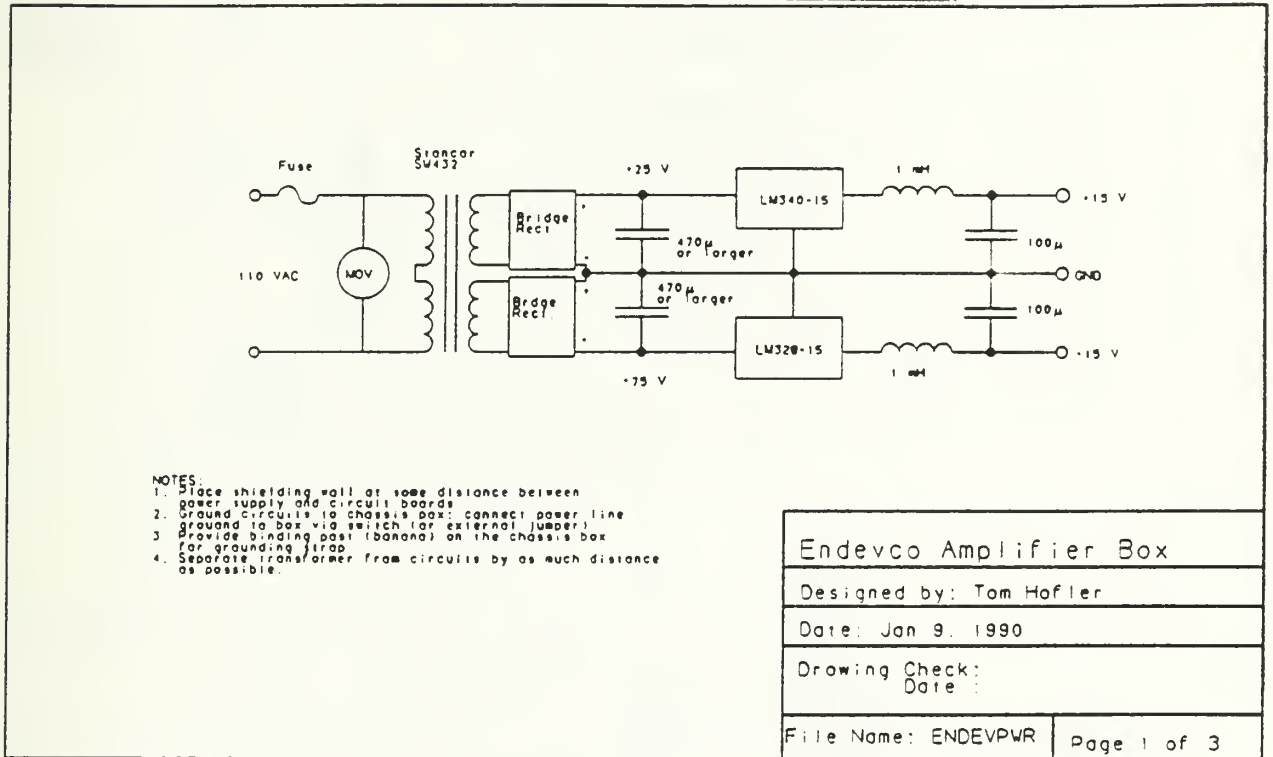 Fuse
Stancor
SW432
+25 V
1 mH
LM340-15
+15 V
Bridge
Rect
+
-
470μ
or larger
100μ
110 VAC
MOV
GND
Brdge
Rect.
+
-
470μ
or larger
100μ
LM320-15
-15 V
1 mH
-75 V
NOTES:
1. Place shielding wall at some distance between
power supply and circuit boards
2. Ground circuits to chassis box; connect power line
ground to box via switch (or external jumper)
3 Provide binding post (banana) on the chassis box
for grounding strap
4. Separate transformer from circuits by as much distance
as possible.
Endevco Amplifier Box
Designed by: Tom Hofler
Date: Jan 9. 1990
Drawing Check:
Date :
File Name: ENDEVPWR
Page 1 of 3